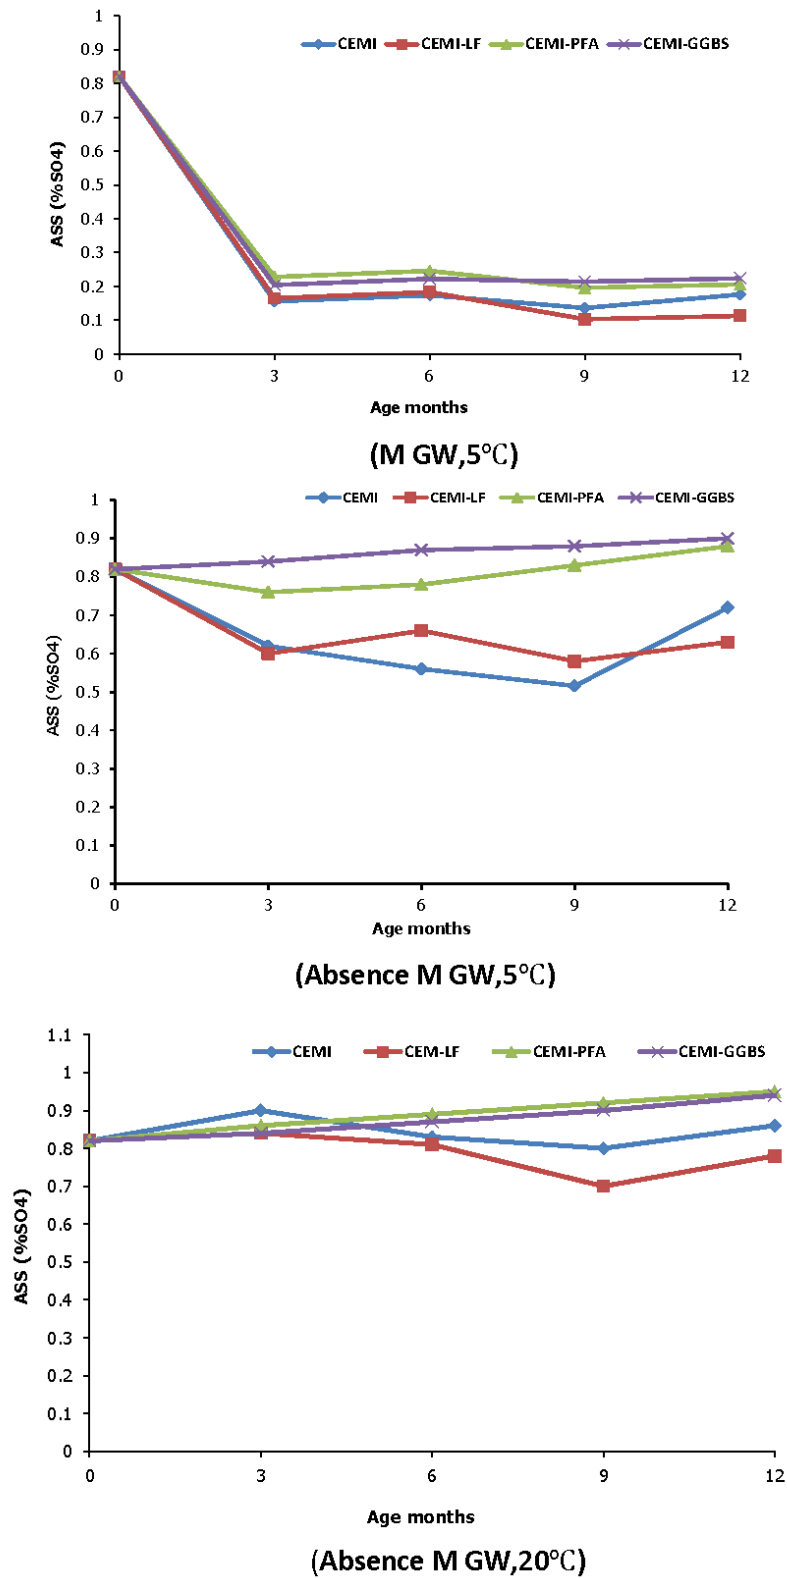 1
CEMI CEMI-LF CEMI-PFA CEMI-GGBS
0.9
0.8
0.7
0.6
0.5
0.4
0.3
0.2
0.1
0
ASS (%SO4)
0 3 6 9 12
Age months
(M GW,5℃)
1
CEMI CEMI-LF CEMI-PFA CEMI-GGBS
0.9
0.8
0.7
0.6
0.5
0.4
0.3
0.2
0.1
0
ASS (%SO4)
0 3 6 9 12
Age months
(Absence M GW,5℃)
1.1
CEMI CEM-LF CEMI-PFA CEMI-GGBS
1
0.9
0.8
0.7
0.6
0.5
0.4
0.3
0.2
0.1
0
ASS (%SO4)
0 3 6 9 12
Age months
(Absence M GW,20℃)